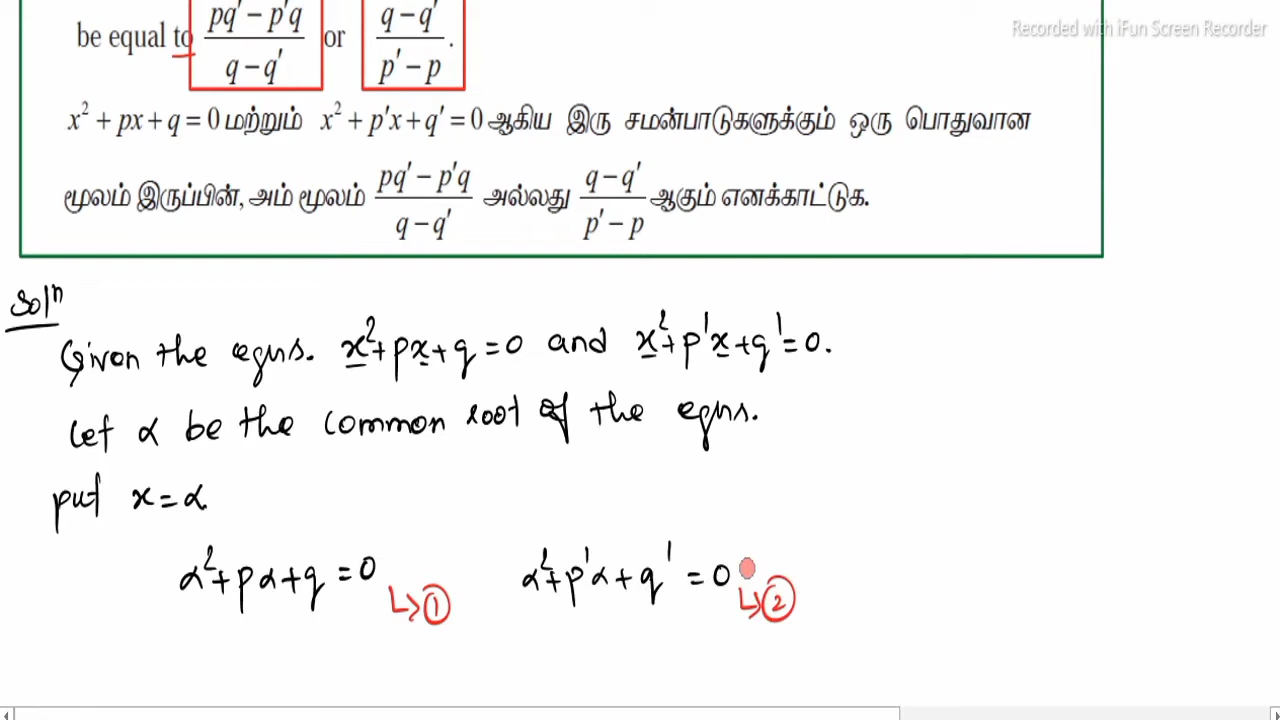 Recorded with iFun Screen Recorder
be equal to (pq′ − p′q)/(q − q′) or (q − q′)/(p′ − p).
x² + px + q = 0 மற்றும் x² + p′x + q′ = 0 ஆகிய இரு சமன்பாடுகளுக்கும் ஒரு பொதுவான
மூலம் இருப்பின், அம் மூலம் (pq′ − p′q)/(q − q′) அல்லது (q − q′)/(p′ − p) ஆகும் எனக்காட்டுக.
Solⁿ
Given the eqns. x² + px + q = 0 and x² + p′x + q′ = 0.
Let α be the common root of the eqns.
put x = α
α² + pα + q = 0 ↳ ① α² + p′α + q′ = 0 ↳ ②